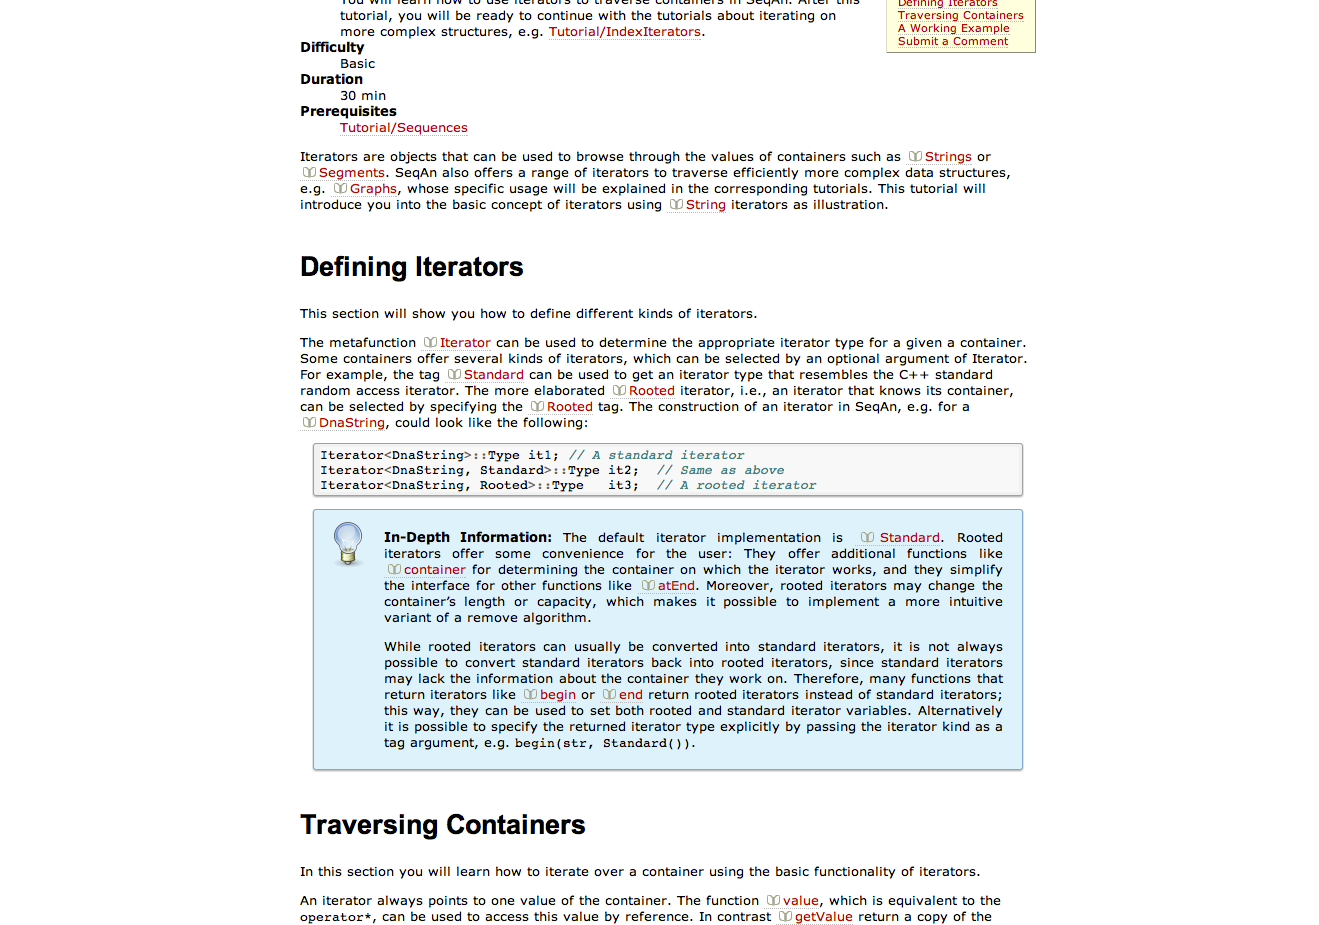 You will learn how to use iterators to traverse containers in SeqAn. After this
tutorial, you will be ready to continue with the tutorials about iterating on
more complex structures, e.g. Tutorial/IndexIterators.
Defining Iterators
Traversing Containers
A Working Example
Submit a Comment
Difficulty
Basic
Duration
30 min
Prerequisites
Tutorial/Sequences
Iterators are objects that can be used to browse through the values of containers such as Strings or
Segments. SeqAn also offers a range of iterators to traverse efficiently more complex data structures,
e.g. Graphs, whose specific usage will be explained in the corresponding tutorials. This tutorial will
introduce you into the basic concept of iterators using String iterators as illustration.
Defining Iterators
This section will show you how to define different kinds of iterators.
The metafunction Iterator can be used to determine the appropriate iterator type for a given a container.
Some containers offer several kinds of iterators, which can be selected by an optional argument of Iterator.
For example, the tag Standard can be used to get an iterator type that resembles the C++ standard
random access iterator. The more elaborated Rooted iterator, i.e., an iterator that knows its container,
can be selected by specifying the Rooted tag. The construction of an iterator in SeqAn, e.g. for a
DnaString, could look like the following:
Iterator<DnaString>::Type it1; // A standard iterator
Iterator<DnaString, Standard>::Type it2;  // Same as above
Iterator<DnaString, Rooted>::Type   it3;  // A rooted iterator
In-Depth Information: The default iterator implementation is Standard. Rooted
iterators offer some convenience for the user: They offer additional functions like
container for determining the container on which the iterator works, and they simplify
the interface for other functions like atEnd. Moreover, rooted iterators may change the
container’s length or capacity, which makes it possible to implement a more intuitive
variant of a remove algorithm.
While rooted iterators can usually be converted into standard iterators, it is not always
possible to convert standard iterators back into rooted iterators, since standard iterators
may lack the information about the container they work on. Therefore, many functions that
return iterators like begin or end return rooted iterators instead of standard iterators;
this way, they can be used to set both rooted and standard iterator variables. Alternatively
it is possible to specify the returned iterator type explicitly by passing the iterator kind as a
tag argument, e.g. begin(str, Standard()).
Traversing Containers
In this section you will learn how to iterate over a container using the basic functionality of iterators.
An iterator always points to one value of the container. The function value, which is equivalent to the
operator*, can be used to access this value by reference. In contrast getValue return a copy of the